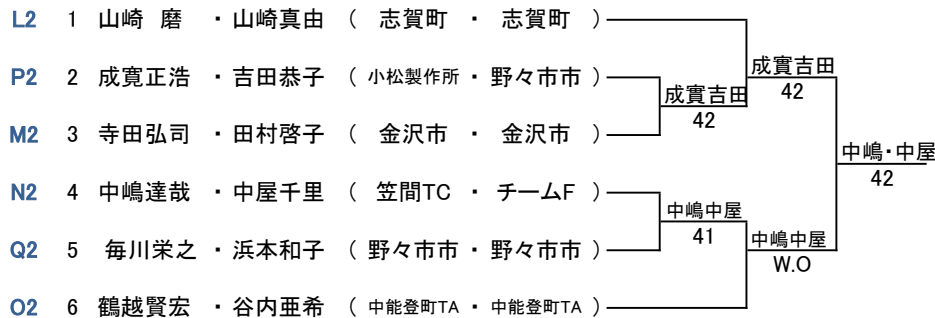 L2 1 山崎 磨 ・山崎真由 ( 志賀町 ・ 志賀町 )
成實吉田
P2 2 成寛正浩 ・吉田恭子 ( 小松製作所 ・ 野々市市 )
42
成實吉田
42
M2 3 寺田弘司 ・田村啓子 ( 金沢市 ・ 金沢市 )
中嶋・中屋
42
N2 4 中嶋達哉 ・中屋千里 ( 笠間TC ・ チームF )
中嶋中屋
41
中嶋中屋
W.O
Q2 5 毎川栄之 ・浜本和子 ( 野々市市 ・ 野々市市 )
O2 6 鶴越賢宏 ・谷内亜希 ( 中能登町TA ・ 中能登町TA )